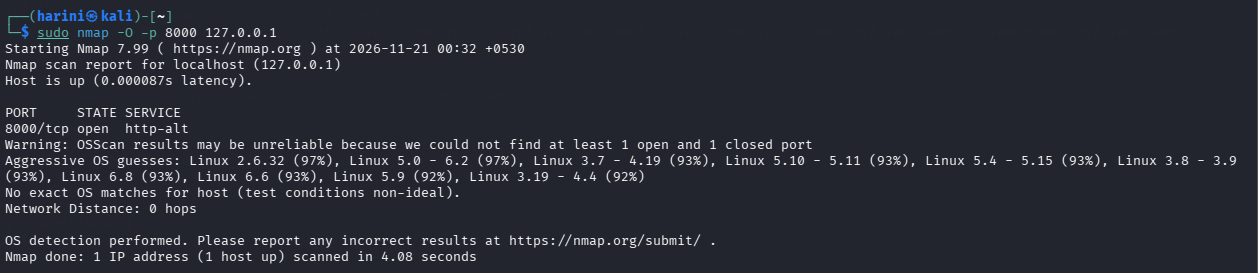 ┌──(harini㉿kali)-[~]
└─$ sudo nmap -O -p 8000 127.0.0.1
Starting Nmap 7.99 ( https://nmap.org ) at 2026-11-21 00:32 +0530
Nmap scan report for localhost (127.0.0.1)
Host is up (0.000087s latency).

PORT     STATE SERVICE
8000/tcp open  http-alt
Warning: OSScan results may be unreliable because we could not find at least 1 open and 1 closed port
Aggressive OS guesses: Linux 2.6.32 (97%), Linux 5.0 - 6.2 (97%), Linux 3.7 - 4.19 (93%), Linux 5.10 - 5.11 (93%), Linux 5.4 - 5.15 (93%), Linux 3.8 - 3.9
(93%), Linux 6.8 (93%), Linux 6.6 (93%), Linux 5.9 (92%), Linux 3.19 - 4.4 (92%)
No exact OS matches for host (test conditions non-ideal).
Network Distance: 0 hops

OS detection performed. Please report any incorrect results at https://nmap.org/submit/ .
Nmap done: 1 IP address (1 host up) scanned in 4.08 seconds